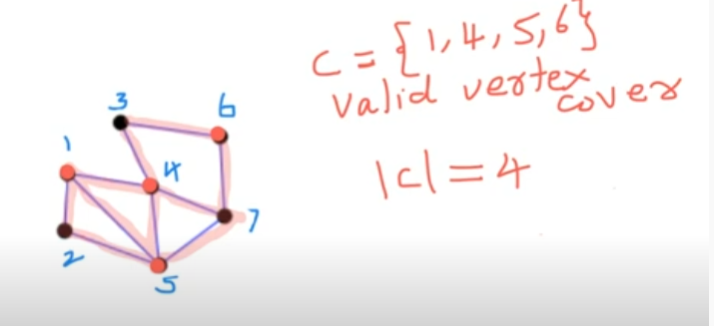 C = {1, 4, 5, 6}
valid vertex
cover
|c| = 4
3
6
1
4
7
2
5